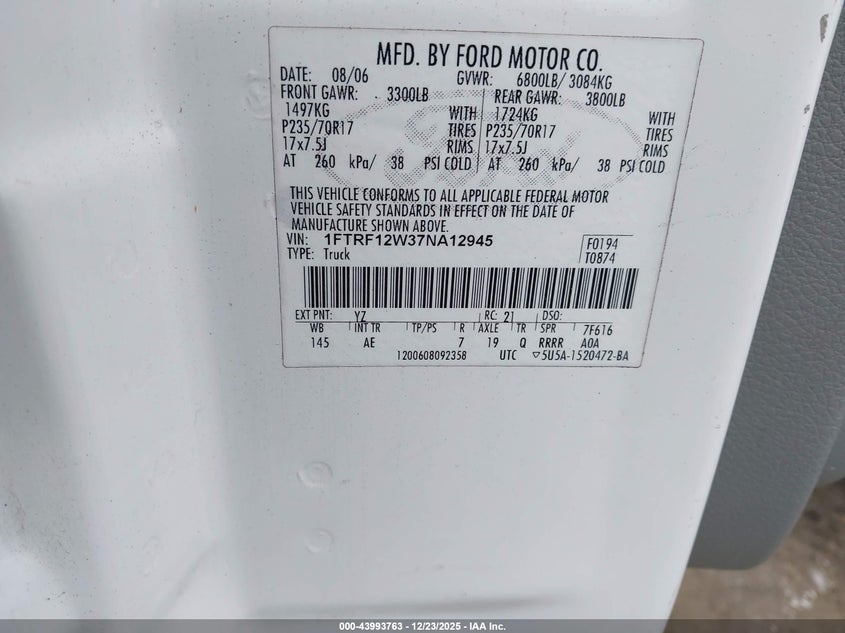 MFD. BY FORD MOTOR CO.
DATE: 08/06 GVWR: 6800LB/ 3084KG
FRONT GAWR: 3300LB REAR GAWR: 3800LB
1497KG WITH 1724KG WITH
P235/70R17 TIRES P235/70R17 TIRES
17x7.5J RIMS 17x7.5J RIMS
AT 260 kPa/ 38 PSI COLD AT 260 kPa/ 38 PSI COLD
Ford
THIS VEHICLE CONFORMS TO ALL APPLICABLE FEDERAL MOTOR
VEHICLE SAFETY STANDARDS IN EFFECT ON THE DATE OF
MANUFACTURE SHOWN ABOVE.
VIN: 1FTRF12W37NA12945 F0194
TYPE: Truck T0874
EXT PNT: YZ RC: 21 DSO:
WB INT TR TP/PS R AXLE TR SPR 7F616
145 AE 7 19 Q RRRR AOA
1200608092358 UTC ▽5U5A-1520472-BA
000-43993763 - 12/23/2025 - IAA Inc.